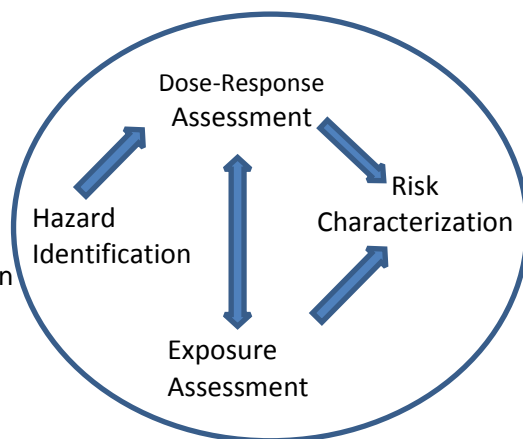 Dose-Response
Assessment
Hazard
Identification
Risk
Characterization
n
Exposure
Assessment